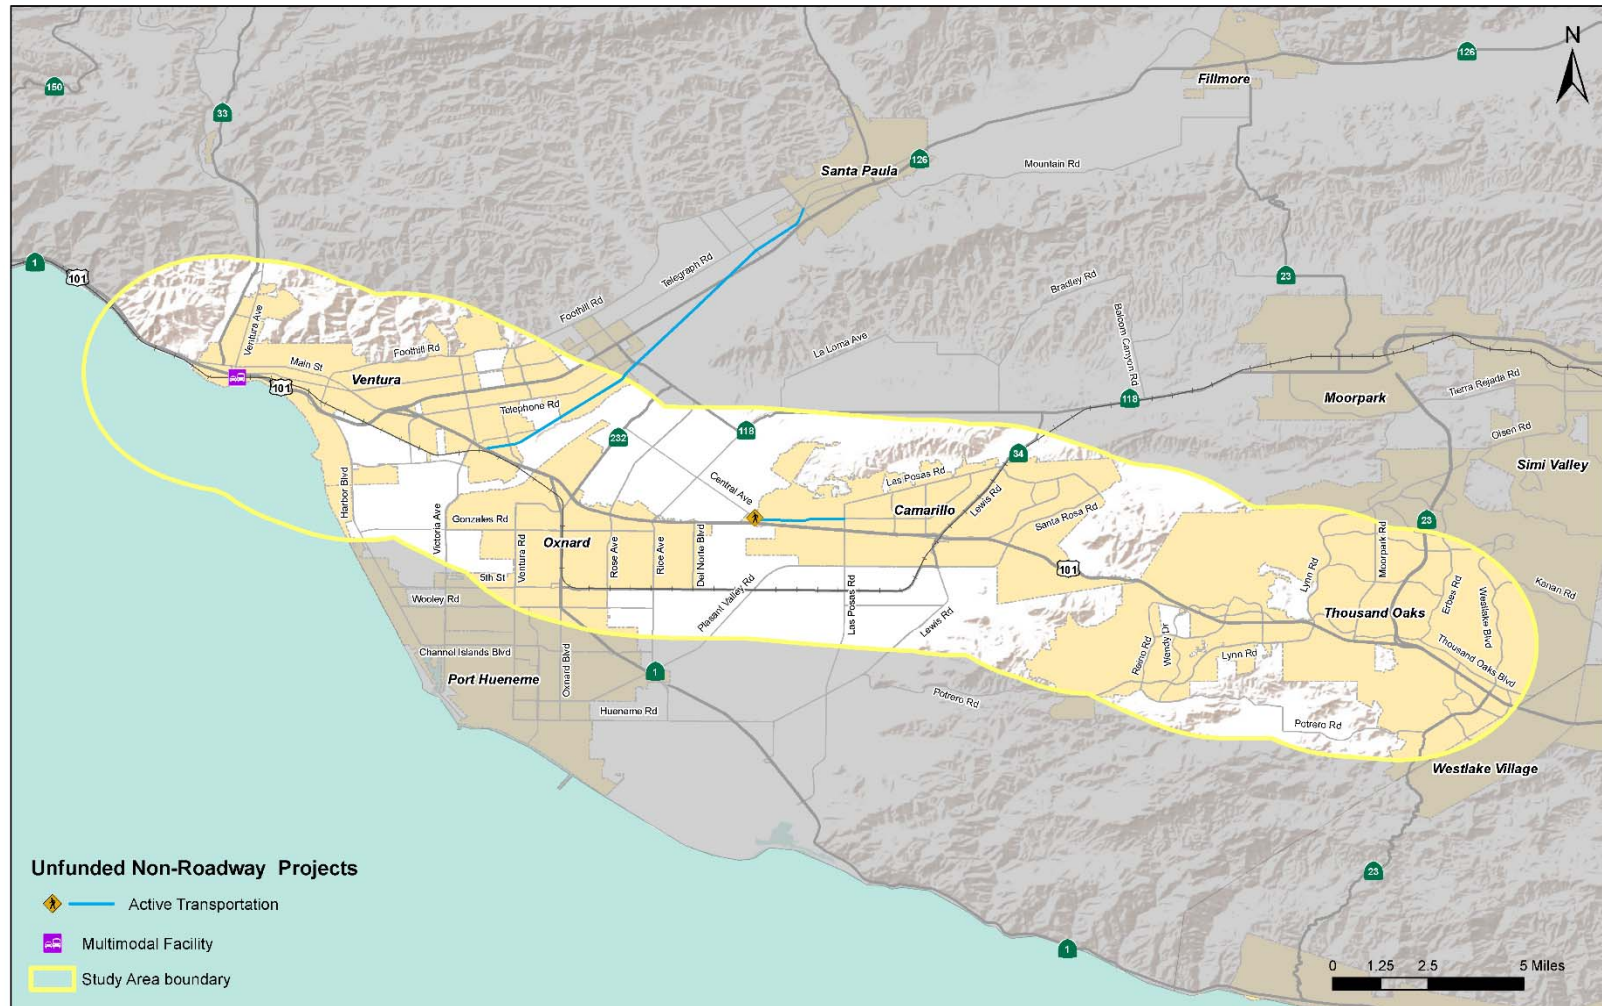 N
150
33
126
Fillmore
126
Santa Paula
Mountain Rd
1
101
Telegraph Rd
23
Bradley Rd
Foothill Rd
Ventura Ave
La Loma Ave
Balcom Canyon Rd
Main St
Foothill Rd
Ventura
101
Tierra Rejada Rd
118
Moorpark
Telephone Rd
118
232
Olsen Rd
34
Simi Valley
Central Ave
Las Posas Rd
Harbor Blvd
Lewis Rd
Camarillo
Santa Rosa Rd
Gonzales Rd
Victoria Ave
Ventura Rd
Oxnard
Rose Ave
Rice Ave
Del Norte Blvd
23
Moorpark Rd
101
5th St
Lynn Rd
Erbes Rd
Kanan Rd
Wooley Rd
Pleasant Valley Rd
Las Posas Rd
Lewis Rd
Westlake Blvd
Thousand Oaks
Channel Islands Blvd
Oxnard Blvd
Reino Rd
Wendy Dr
Lynn Rd
Thousand Oaks Blvd
Port Hueneme
1
Potrero Rd
Hueneme Rd
Potrero Rd
Westlake Village
23
1
Unfunded Non-Roadway Projects
Active Transportation
Multimodal Facility
Study Area boundary
0 1.25 2.5 5 Miles